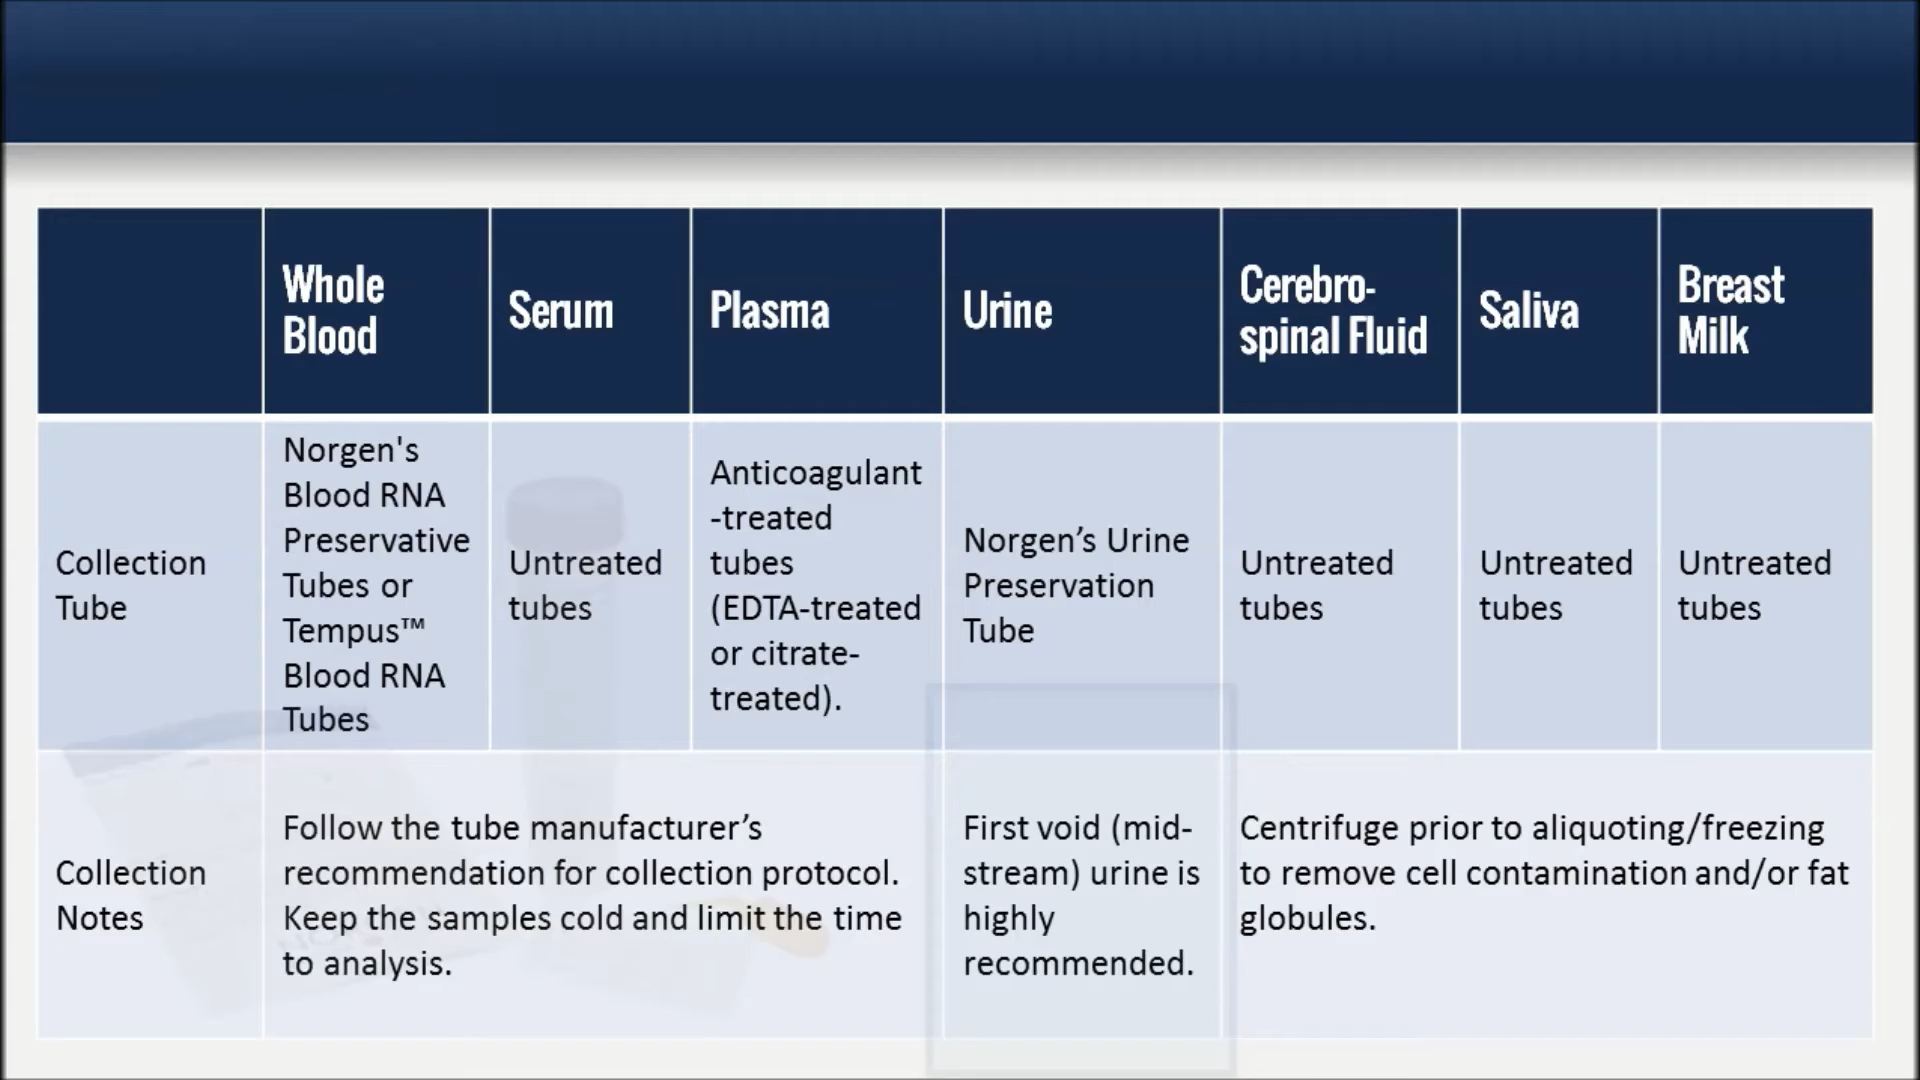 Whole
Blood
Serum
Plasma
Urine
Cerebro-
spinal Fluid
Saliva
Breast
Milk
Collection
Tube
Norgen's
Blood RNA
Preservative
Tubes or
Tempus™
Blood RNA
Tubes
Untreated
tubes
Anticoagulant
-treated
tubes
(EDTA-treated
or citrate-
treated).
Norgen’s Urine
Preservation
Tube
Untreated
tubes
Untreated
tubes
Untreated
tubes
Collection
Notes
Follow the tube manufacturer’s
recommendation for collection protocol.
Keep the samples cold and limit the time
to analysis.
First void (mid-
stream) urine is
highly
recommended.
Centrifuge prior to aliquoting/freezing
to remove cell contamination and/or fat
globules.